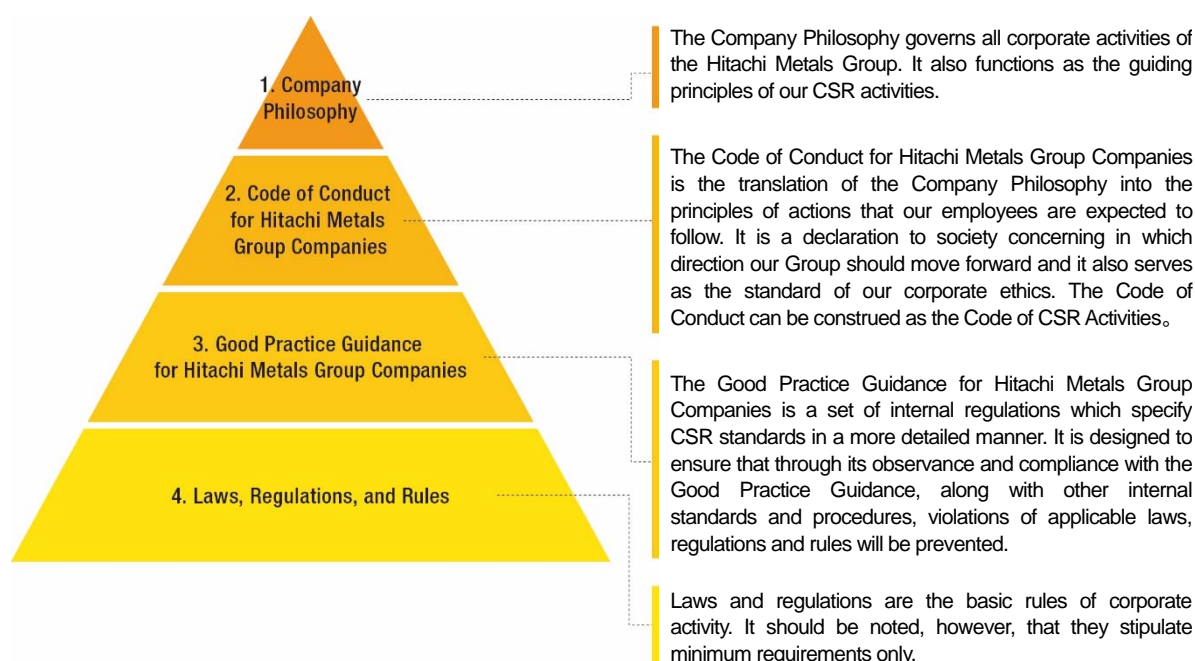 1. Company
Philosophy
The Company Philosophy governs all corporate activities of
the Hitachi Metals Group. It also functions as the guiding
principles of our CSR activities.
2. Code of Conduct
for Hitachi Metals
Group Companies
The Code of Conduct for Hitachi Metals Group Companies
is the translation of the Company Philosophy into the
principles of actions that our employees are expected to
follow. It is a declaration to society concerning in which
direction our Group should move forward and it also serves
as the standard of our corporate ethics. The Code of
Conduct can be construed as the Code of CSR Activities。
3. Good Practice Guidance
for Hitachi Metals Group Companies
The Good Practice Guidance for Hitachi Metals Group
Companies is a set of internal regulations which specify
CSR standards in a more detailed manner. It is designed to
ensure that through its observance and compliance with the
Good Practice Guidance, along with other internal
standards and procedures, violations of applicable laws,
regulations and rules will be prevented.
4. Laws, Regulations, and Rules
Laws and regulations are the basic rules of corporate
activity. It should be noted, however, that they stipulate
minimum requirements only.